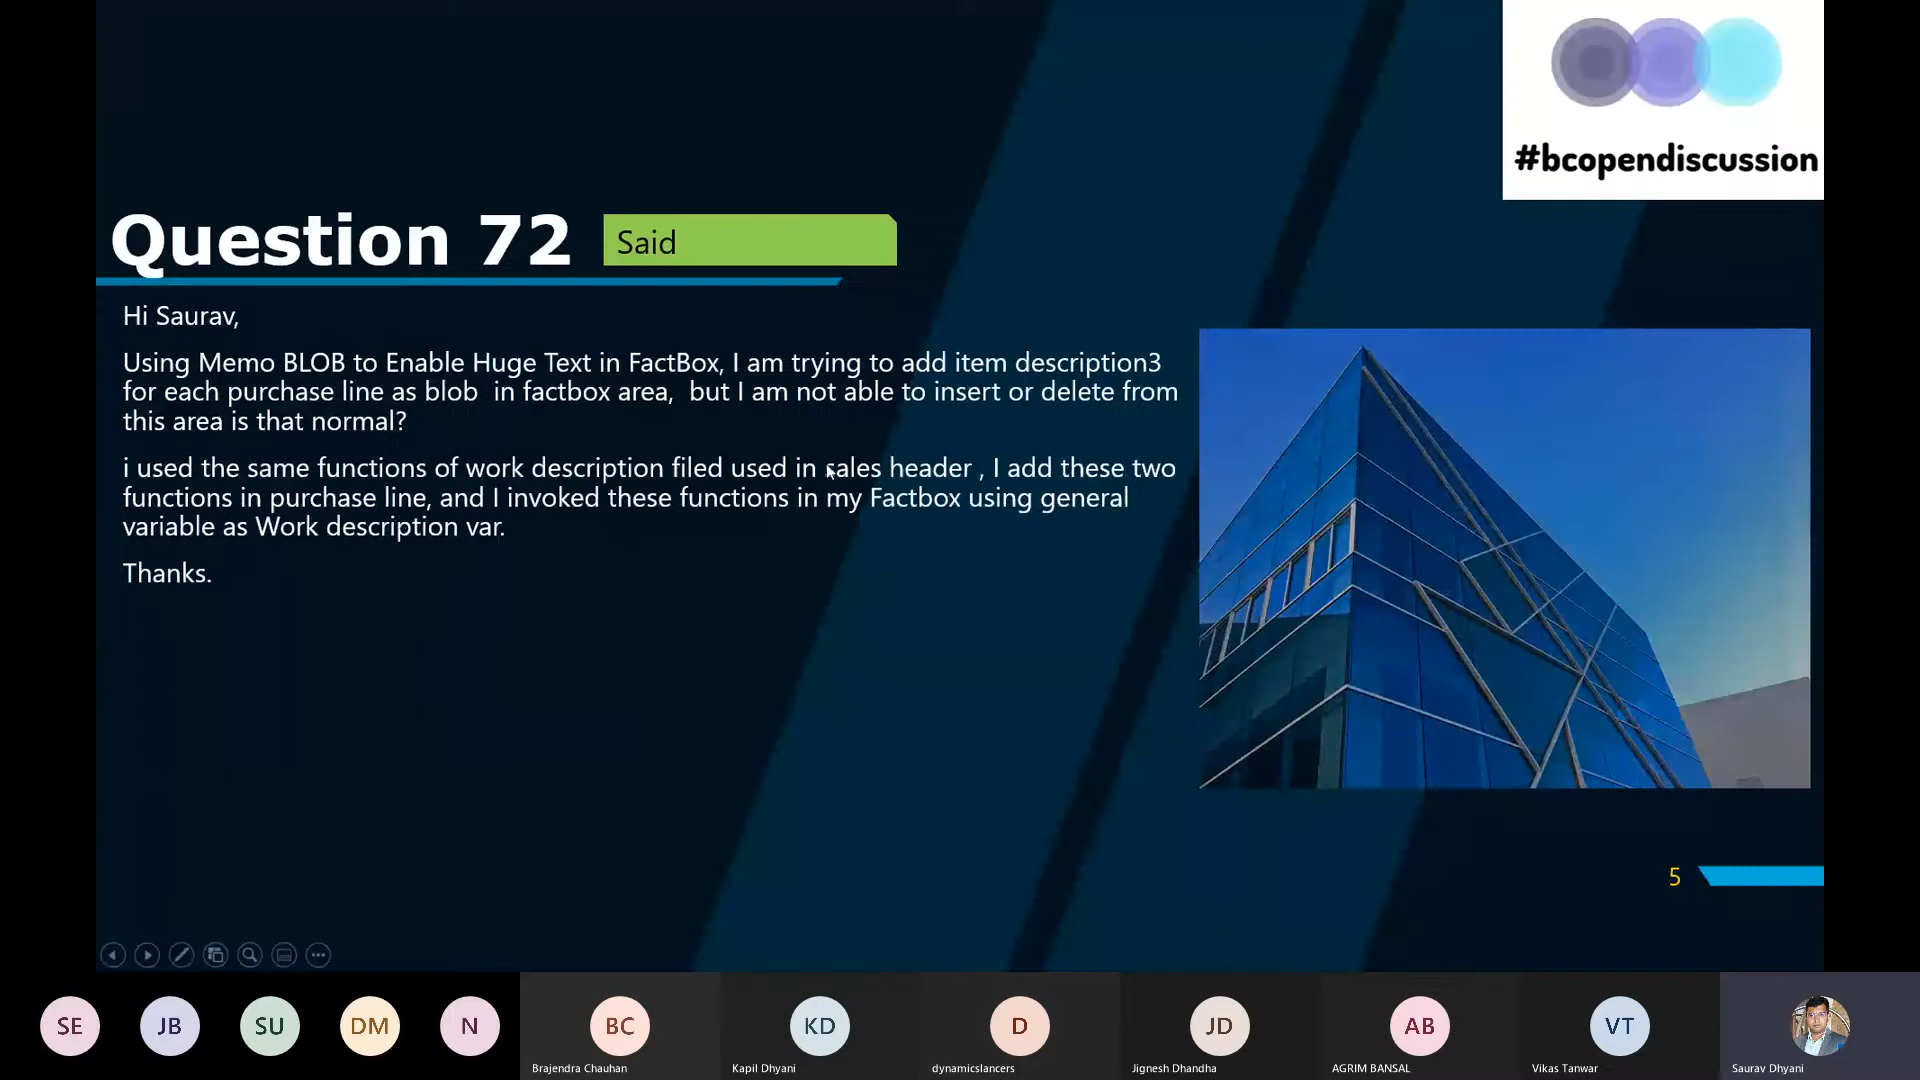 #bcopendiscussion
Question 72
Said
Hi Saurav,
Using Memo BLOB to Enable Huge Text in FactBox, I am trying to add item description3
for each purchase line as blob in factbox area, but I am not able to insert or delete from
this area is that normal?
i used the same functions of work description filed used in sales header , I add these two
functions in purchase line, and I invoked these functions in my Factbox using general
variable as Work description var.
Thanks.
5
SE
JB
SU
DM
N
BC
KD
D
JD
AB
VT
Brajendra Chauhan
Kapil Dhyani
dynamicslancers
Jignesh Dhandha
AGRIM BANSAL
Vikas Tanwar
Saurav Dhyani